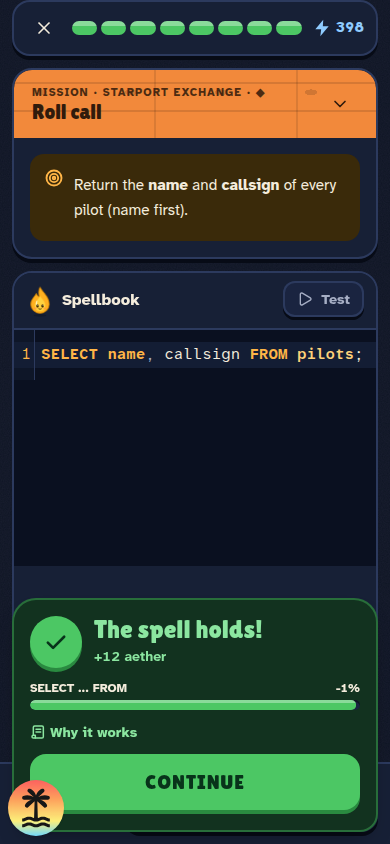 398
MISSION · STARPORT EXCHANGE · ◆
Roll call
Return the name and callsign of every
pilot (name first).
Spellbook
Test
1 SELECT name, callsign FROM pilots;
The spell holds!
+12 aether
SELECT ... FROM
-1%
Why it works
CONTINUE